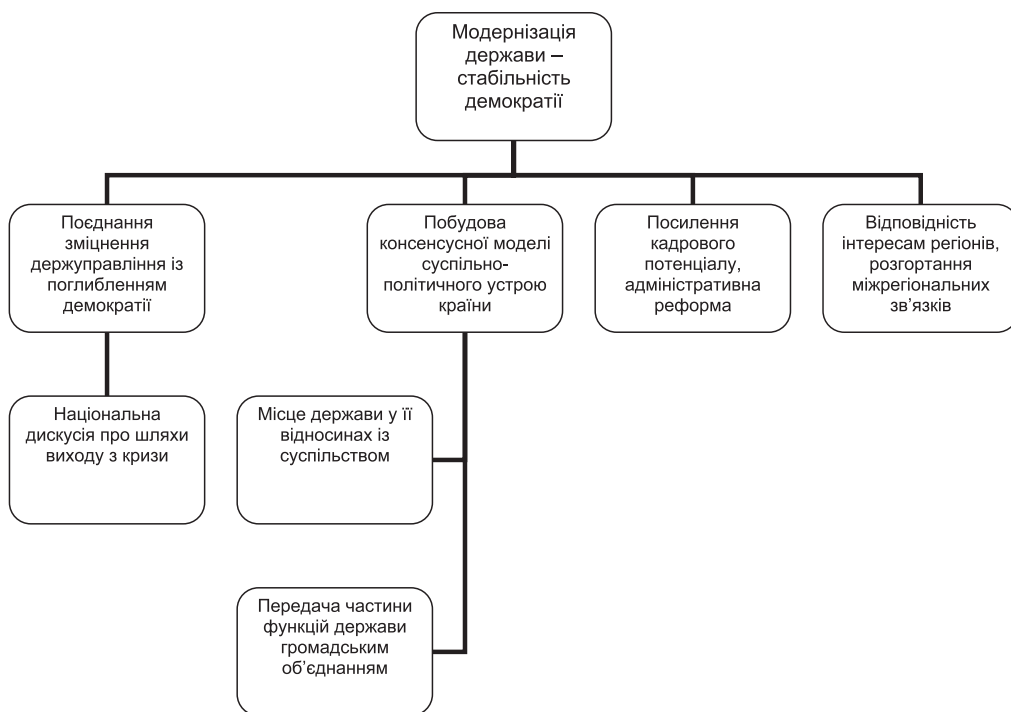 Модернізація
держави –
стабільність
демократії
Поєднання
зміцнення
держуправління із
поглибленням
демократії
Побудова
консенсусної моделі
суспільно-
політичного устрою
країни
Посилення
кадрового
потенціалу,
адміністративна
реформа
Відповідність
інтересам регіонів,
розгортання
міжрегіональних
зв’язків
Національна
дискусія про шляхи
виходу з кризи
Місце держави у її
відносинах із
суспільством
Передача частини
функцій держави
громадським
об’єднанням